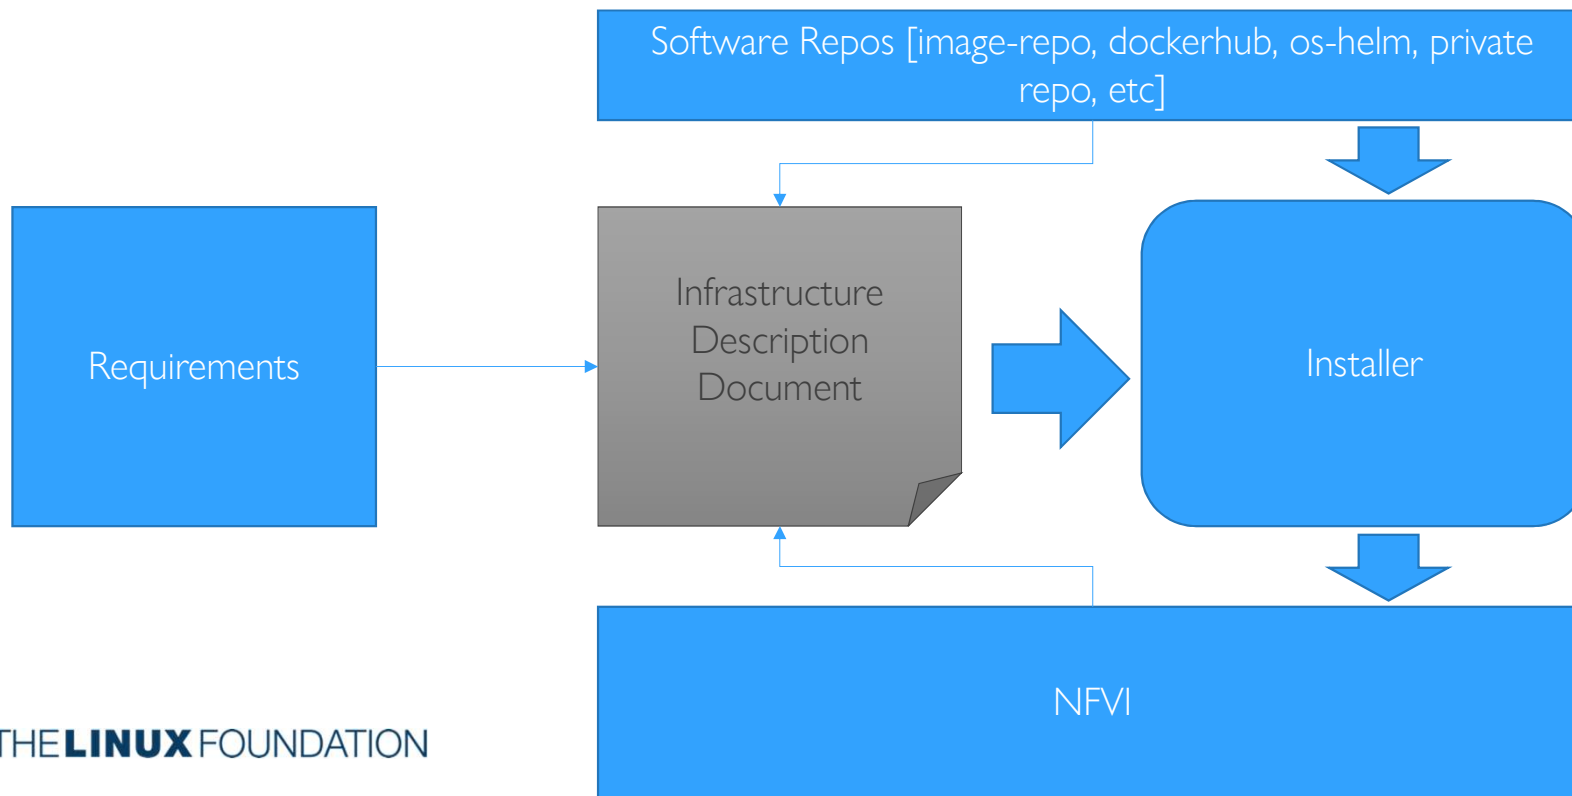 Software Repos [image-repo, dockerhub, os-helm, private
repo, etc]
Requirements
Infrastructure
Description
Document
Installer
NFVI
THE LINUX FOUNDATION